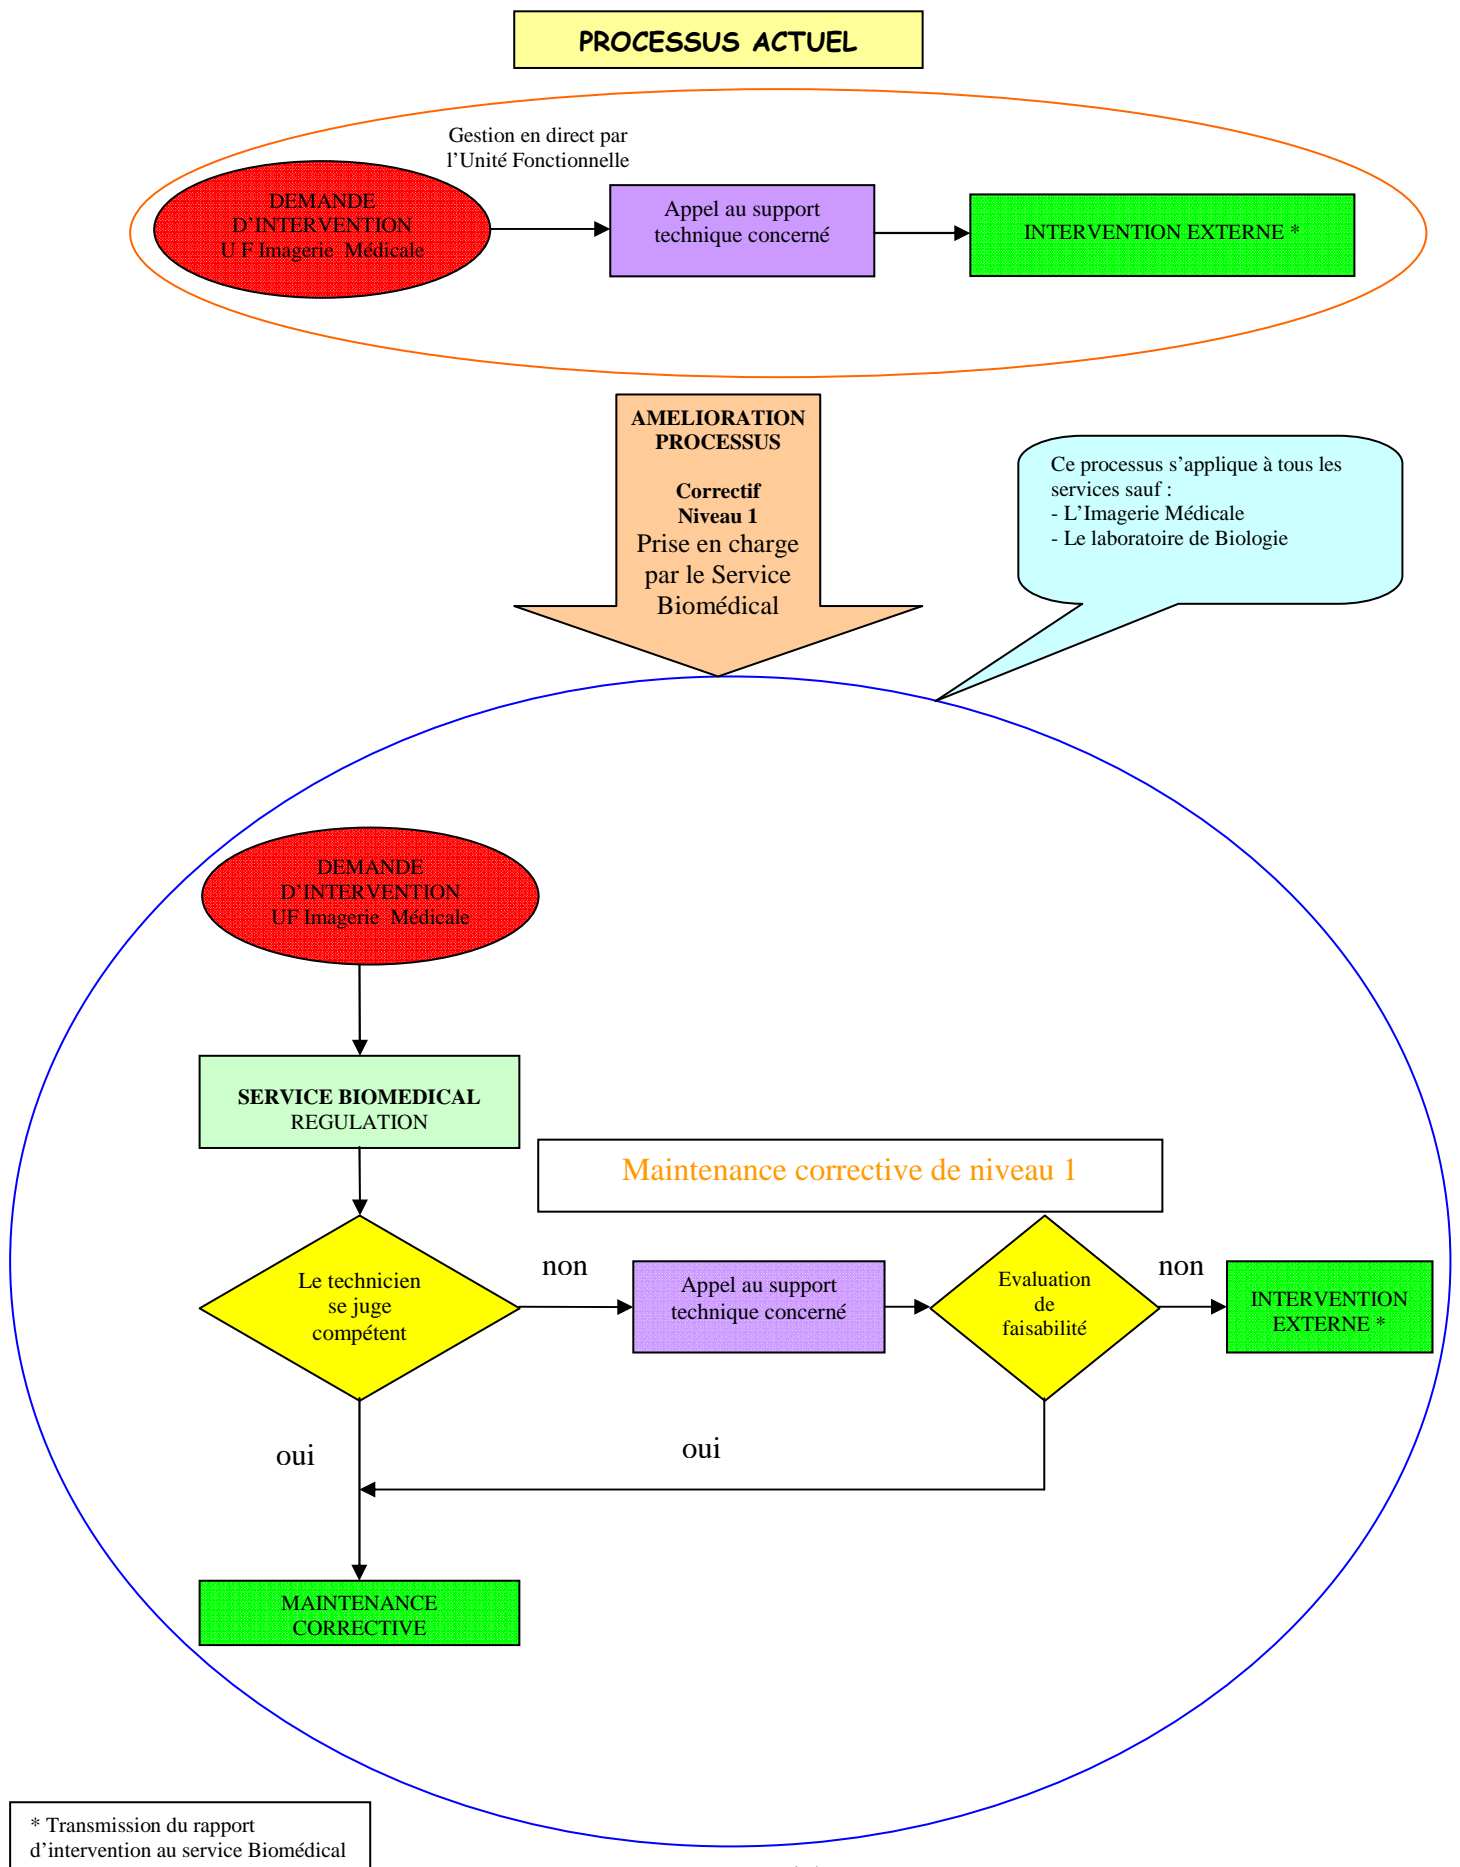 PROCESSUS ACTUEL
Gestion en direct par
l’Unité Fonctionnelle
DEMANDE
D’INTERVENTION
U F Imagerie Médicale
Appel au support
technique concerné
INTERVENTION EXTERNE *
AMELIORATION
PROCESSUS
Correctif
Niveau 1
Prise en charge
par le Service
Biomédical
Ce processus s’applique à tous les
services sauf :
- L’Imagerie Médicale
- Le laboratoire de Biologie
DEMANDE
D’INTERVENTION
UF Imagerie Médicale
SERVICE BIOMEDICAL
REGULATION
Maintenance corrective de niveau 1
Le technicien
se juge
compétent
non
Appel au support
technique concerné
Evaluation
de
faisabilité
non
INTERVENTION
EXTERNE *
oui
oui
MAINTENANCE
CORRECTIVE
* Transmission du rapport
d’intervention au service Biomédical